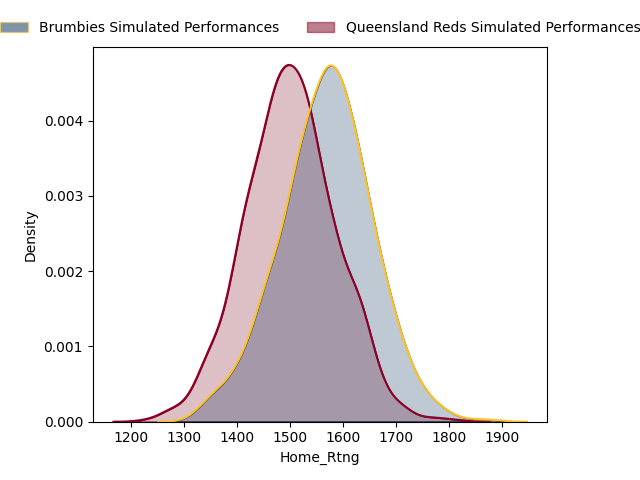 Brumbies Simulated Performances   Queensland Reds Simulated Performances
Density
0.004
0.003
0.002
0.001
0.000
1200 1300 1400 1500 1600 1700 1800 1900
Home_Rtng